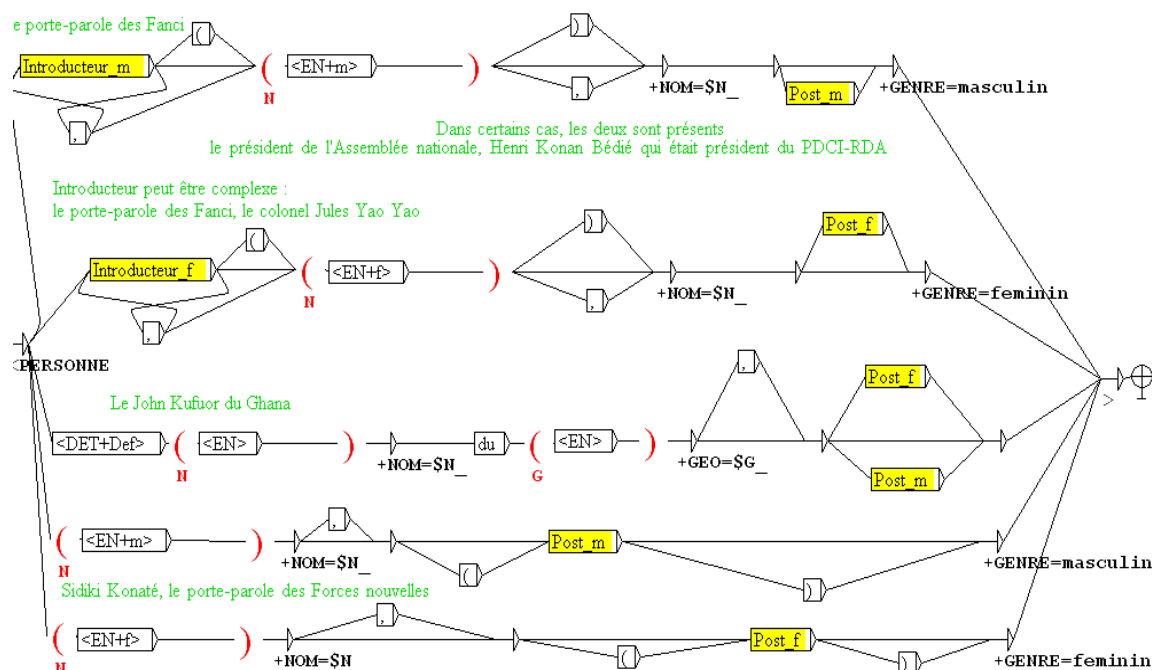 e porte-parole des Fanci
(
)
Introducteur_m
( <EN+m> )
N
,
,
+NOM=$N_
Post_m
+GENRE=masculin
Dans certains cas, les deux sont présents
le président de l'Assemblée nationale, Henri Konan Bédié qui était président du PDCI-RDA
Introducteur peut être complexe :
le porte-parole des Fanci, le colonel Jules Yao Yao
(
)
Post_f
Introducteur_f
( <EN+f> )
N
,
,
+NOM=$N_
+GENRE=feminin
<PERSONNE
>
Le John Kufuor du Ghana
,
Post_f
<DET+Def> ( <EN> ) du ( <EN> )
N
+NOM=$N_
G
+GEO=$G_
Post_m
( <EN+m> ) , Post_m
N
+NOM=$N_
(
)
+GENRE=masculin
Sidiki Konaté, le porte-parole des Forces nouvelles
( <EN+f> ) , Post_f
N
+NOM=$N
(
)
+GENRE=feminin